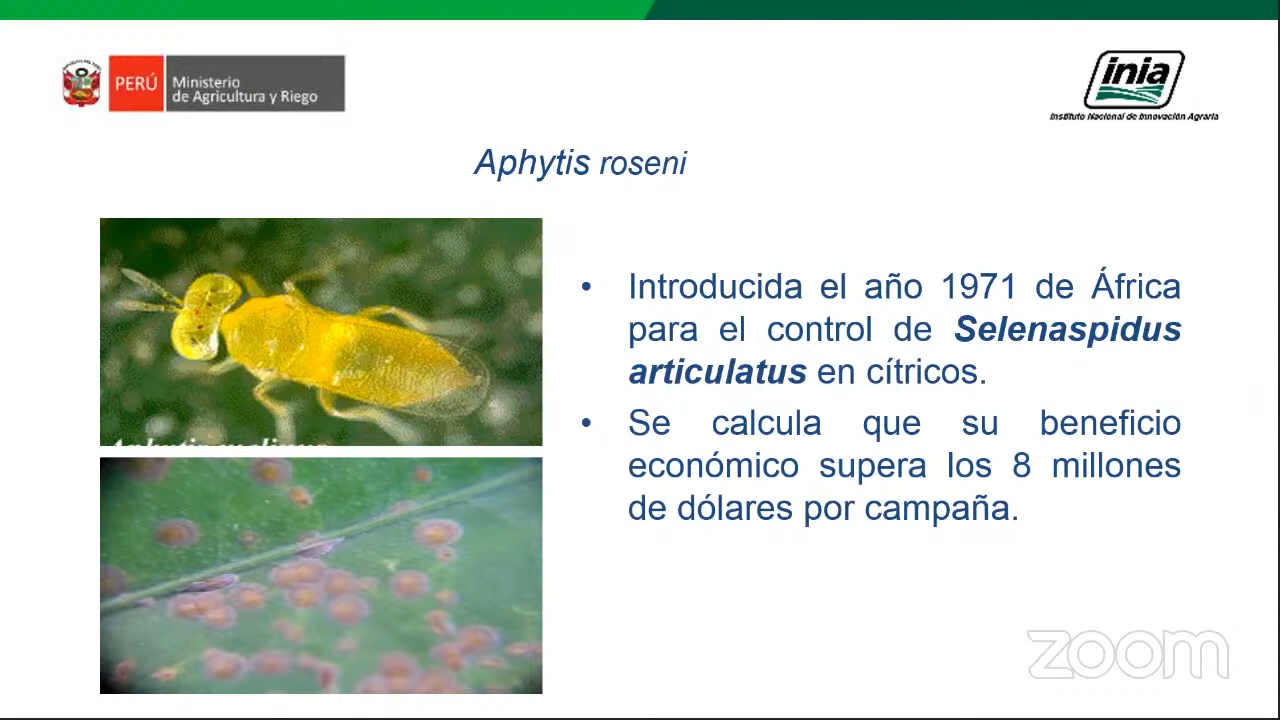 PERÚ
Ministerio
de Agricultura y Riego
inia
Instituto Nacional de Innovación Agraria
Aphytis roseni
• Introducida el año 1971 de África
para el control de Selenaspidus
articulatus en cítricos.
• Se calcula que su beneficio
económico supera los 8 millones
de dólares por campaña.
zoom